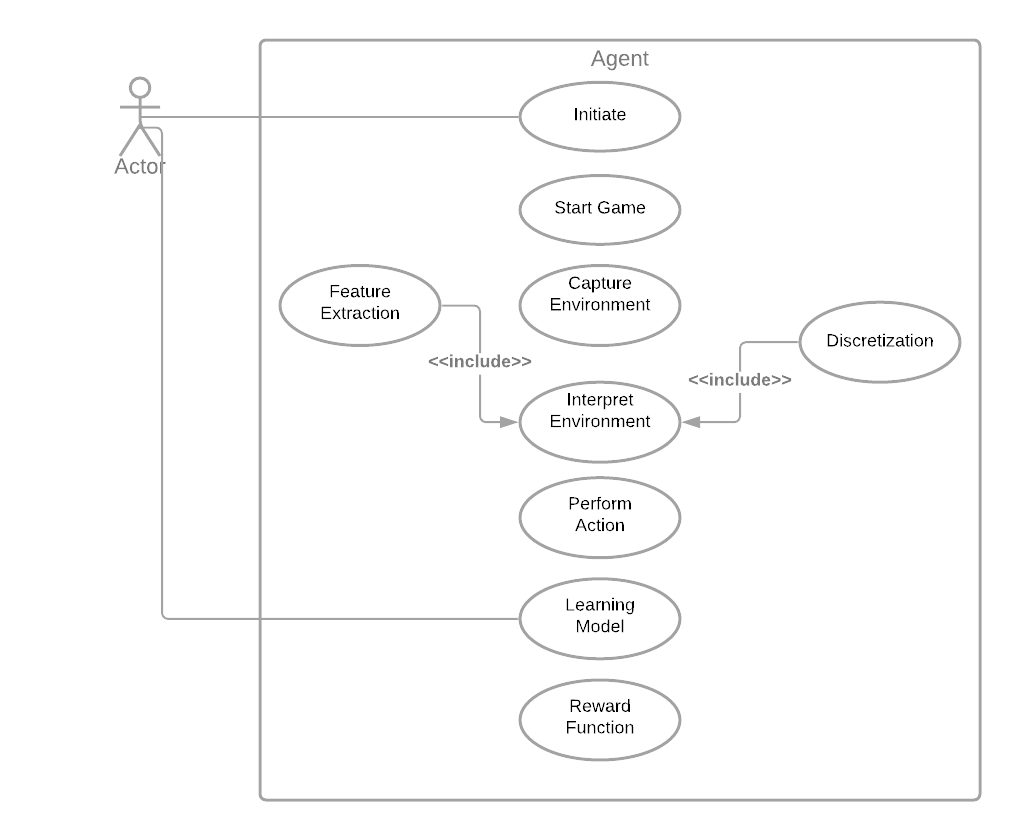 Agent
Initiate
Actor
Start Game
Feature
Extraction
Capture
Environment
Discretization
<<include>>
<<include>>
Interpret
Environment
Perform
Action
Learning
Model
Reward
Function